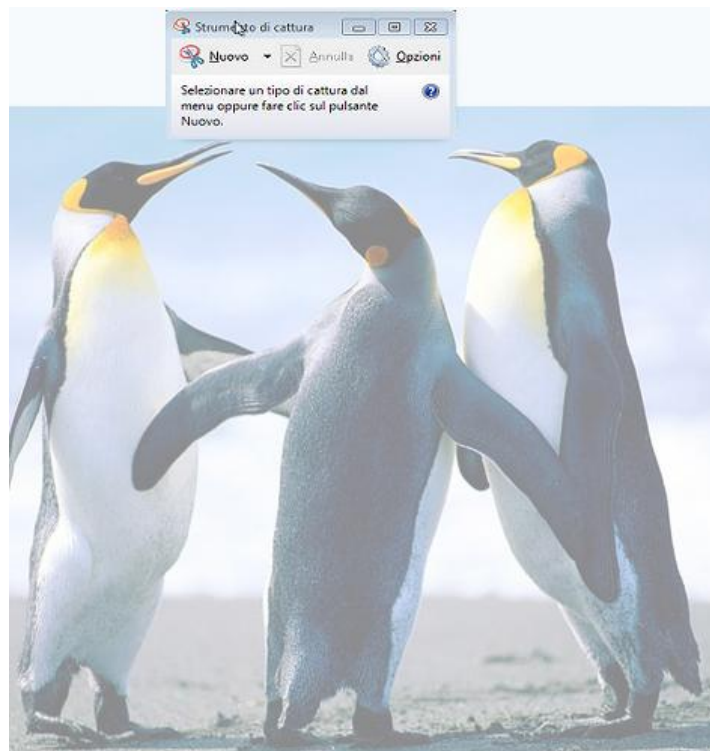 Strumento di cattura
Nuovo Annulla Opzioni
Selezionare un tipo di cattura dal
menu oppure fare clic sul pulsante
Nuovo.